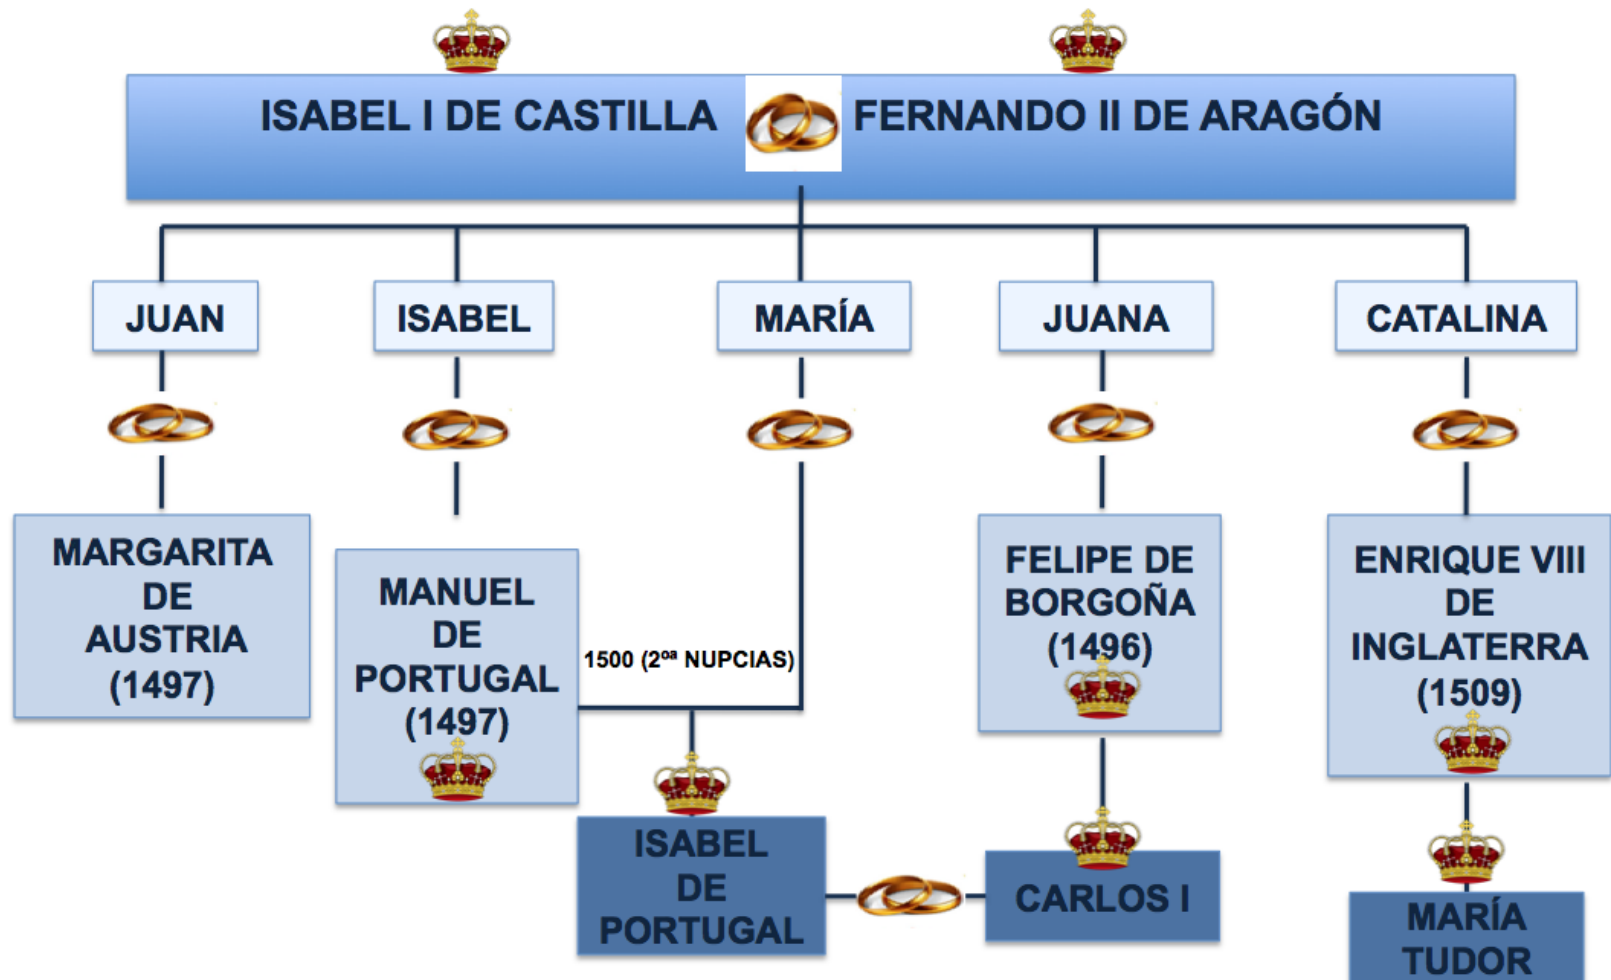 ISABEL I DE CASTILLA
FERNANDO II DE ARAGÓN
JUAN
ISABEL
MARÍA
JUANA
CATALINA
MARGARITA
DE
AUSTRIA
(1497)
MANUEL
DE
PORTUGAL
(1497)
1500 (2ºª NUPCIAS)
FELIPE DE
BORGOÑA
(1496)
ENRIQUE VIII
DE
INGLATERRA
(1509)
ISABEL
DE
PORTUGAL
CARLOS I
MARÍA
TUDOR